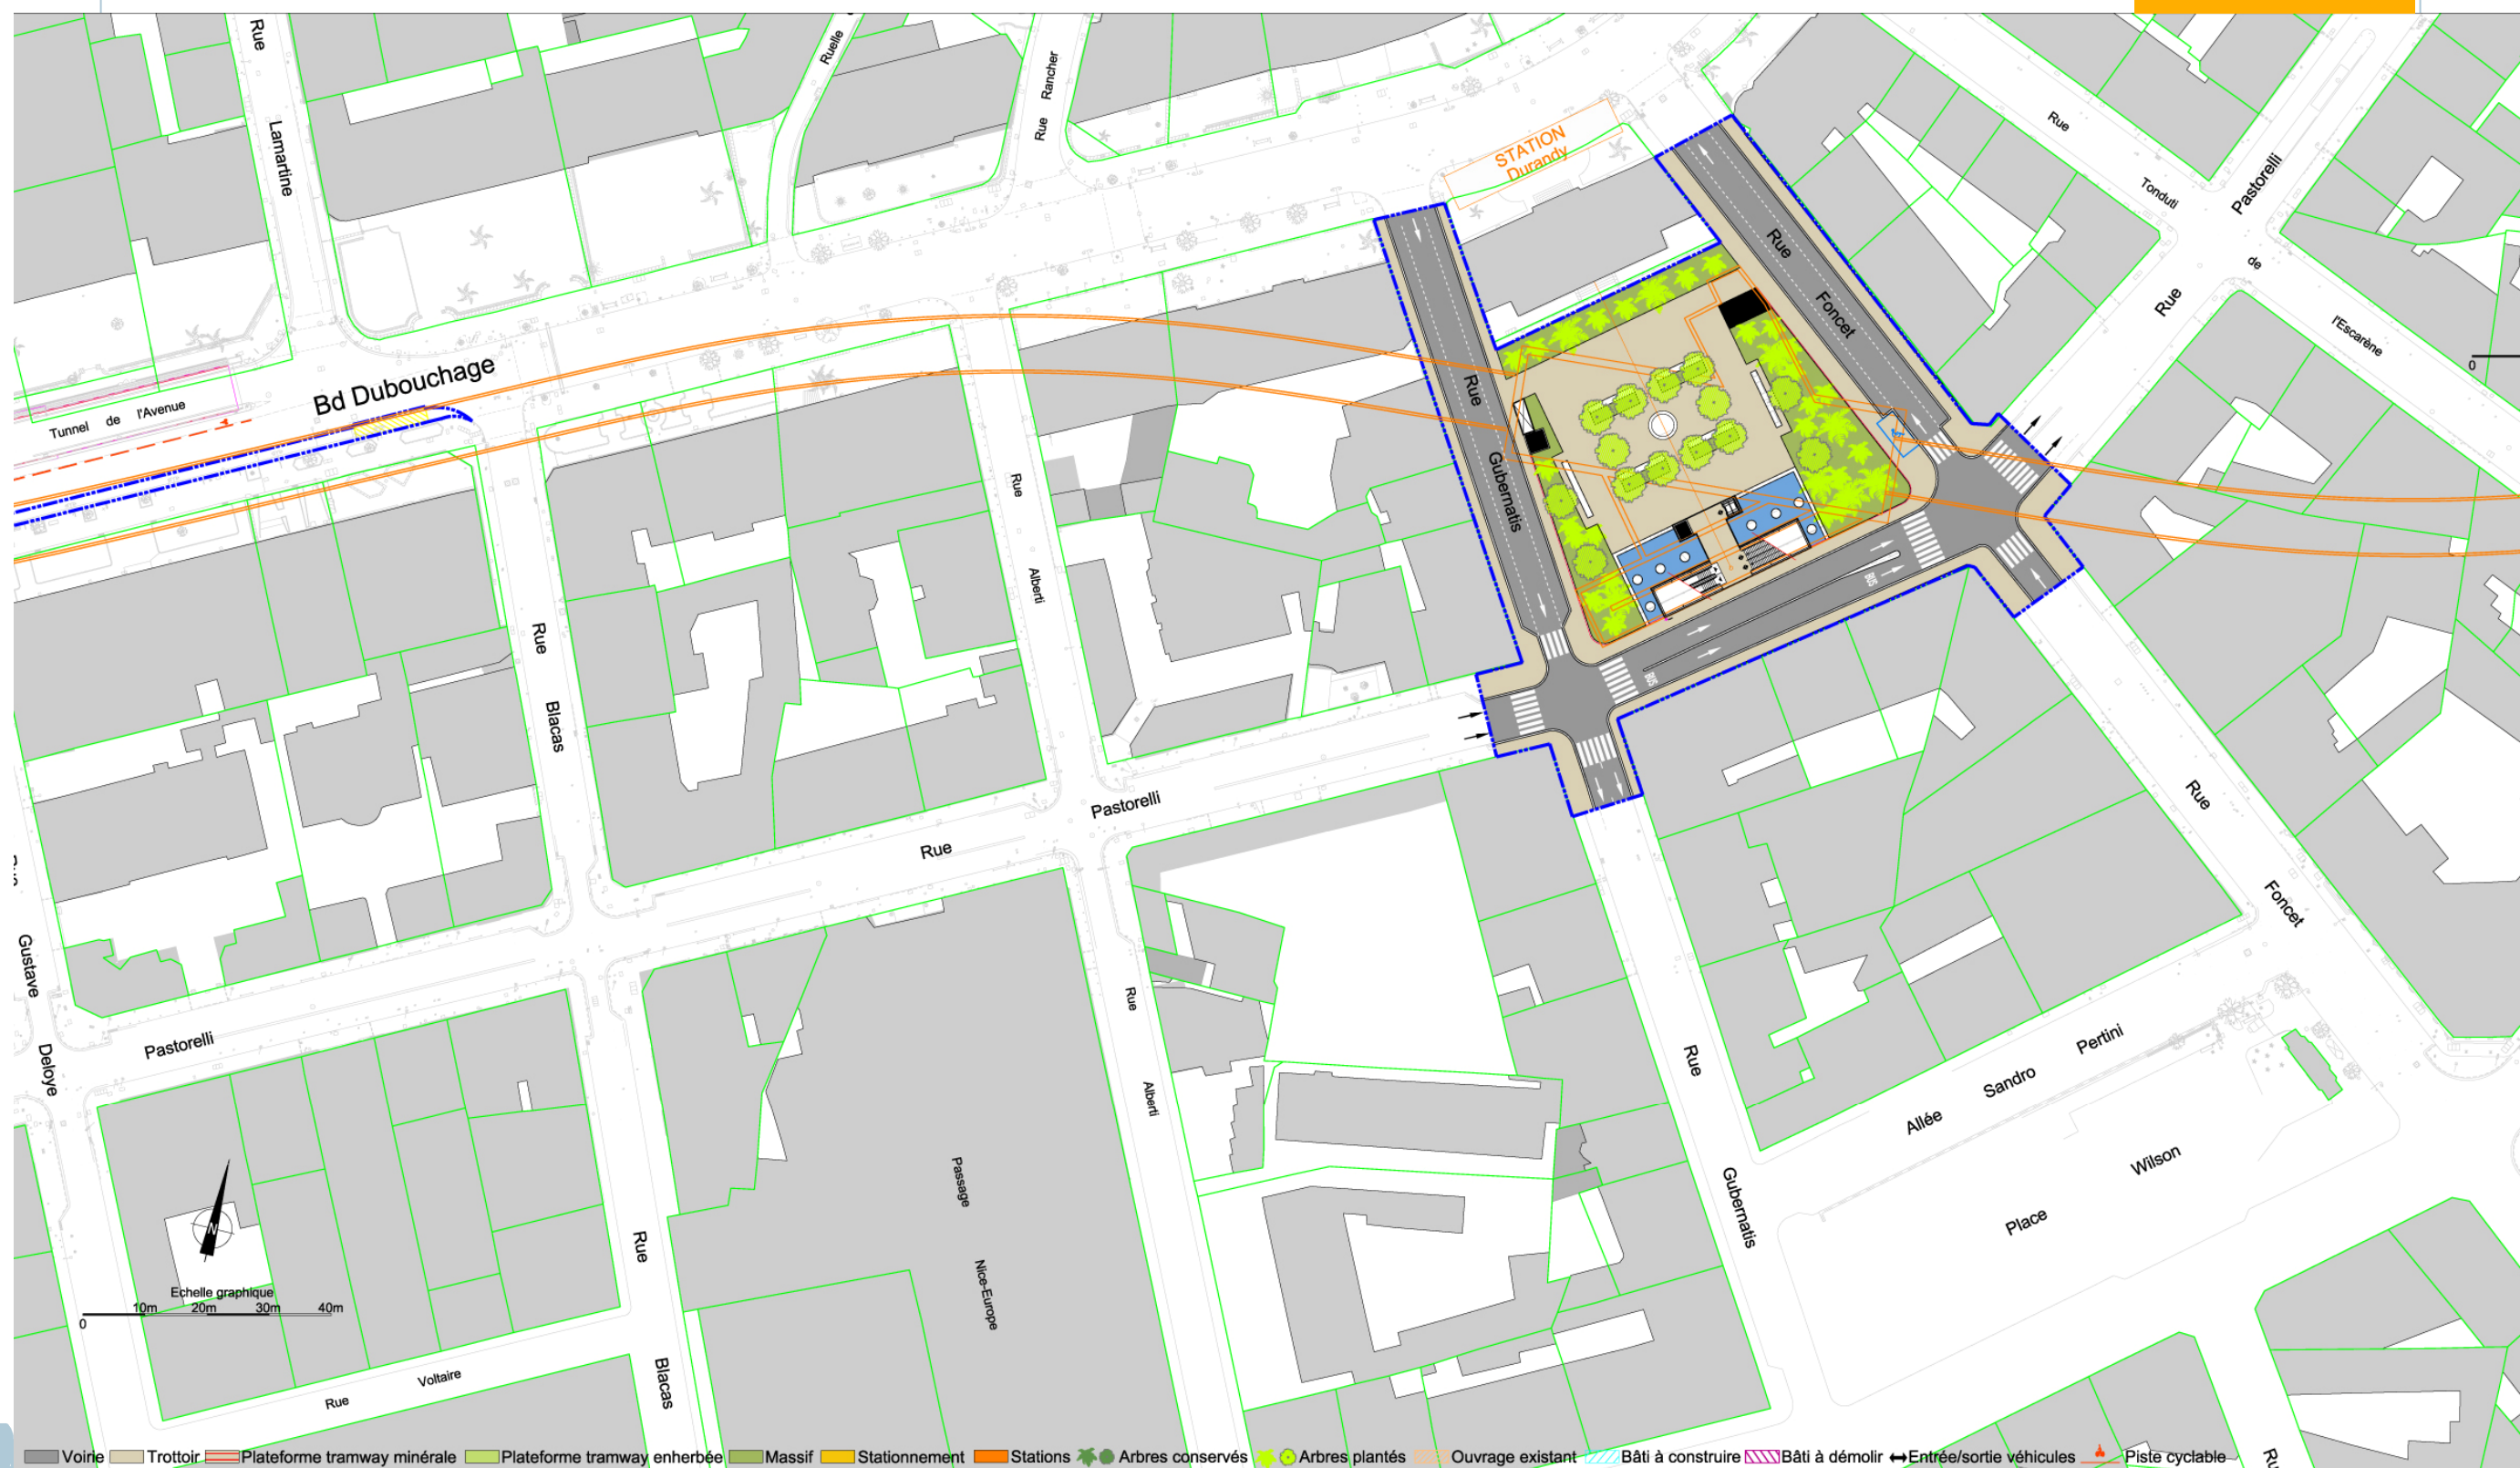 Rue
Lamartine
Ruelle
Rue
Rancher
STATION
Durandy
Rue
Tonduti
de
l'Escarène
Rue
Pastorelli
Rue
Foncet
Rue
Gubernatis
0
Bd Dubouchage
Tunnel de l'Avenue
Rue
Alberti
Rue
Blacas
BUS
BUS
Pastorelli
Rue
Rue
Foncet
Gustave
Deloye
Pastorelli
Rue
Alberti
Rue
Gubernatis
Allée Sandro Pertini
Place Wilson
Passage
Nice-Europe
N
Echelle graphique
0 10m 20m 30m 40m
Rue Voltaire
Rue
Blacas
Voirie Trottoir Plateforme tramway minérale Plateforme tramway enherbée Massif Stationnement Stations Arbres conservés Arbres plantés Ouvrage existant Bâti à construire Bâti à démolir Entrée/sortie véhicules Piste cyclable